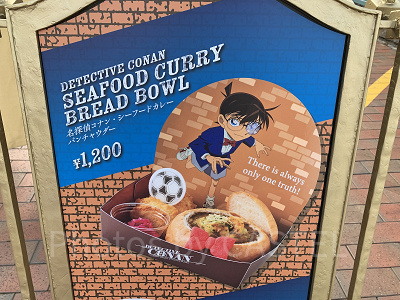 DETECTIVE CONAN
SEAFOOD CURRY
BREAD BOWL
名探偵コナン・シーフードカレー
パンチャウダー
¥1,200
There is always
only one truth!
DETECTIVE
CONAN